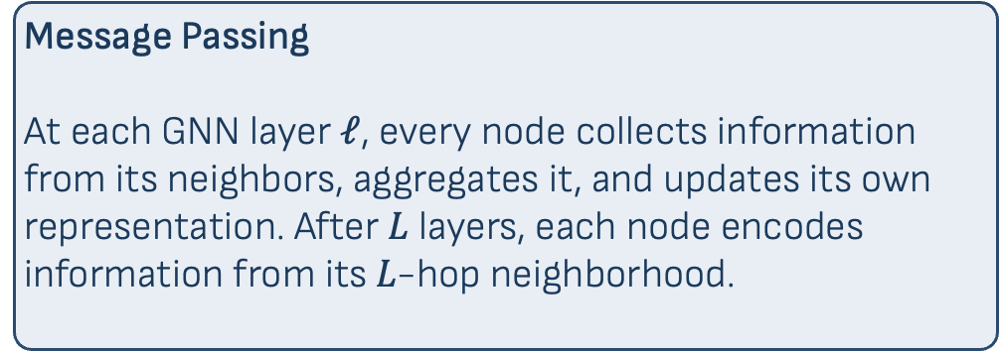 Message Passing
At each GNN layer ℓ, every node collects information
from its neighbors, aggregates it, and updates its own
representation. After L layers, each node encodes
information from its L-hop neighborhood.